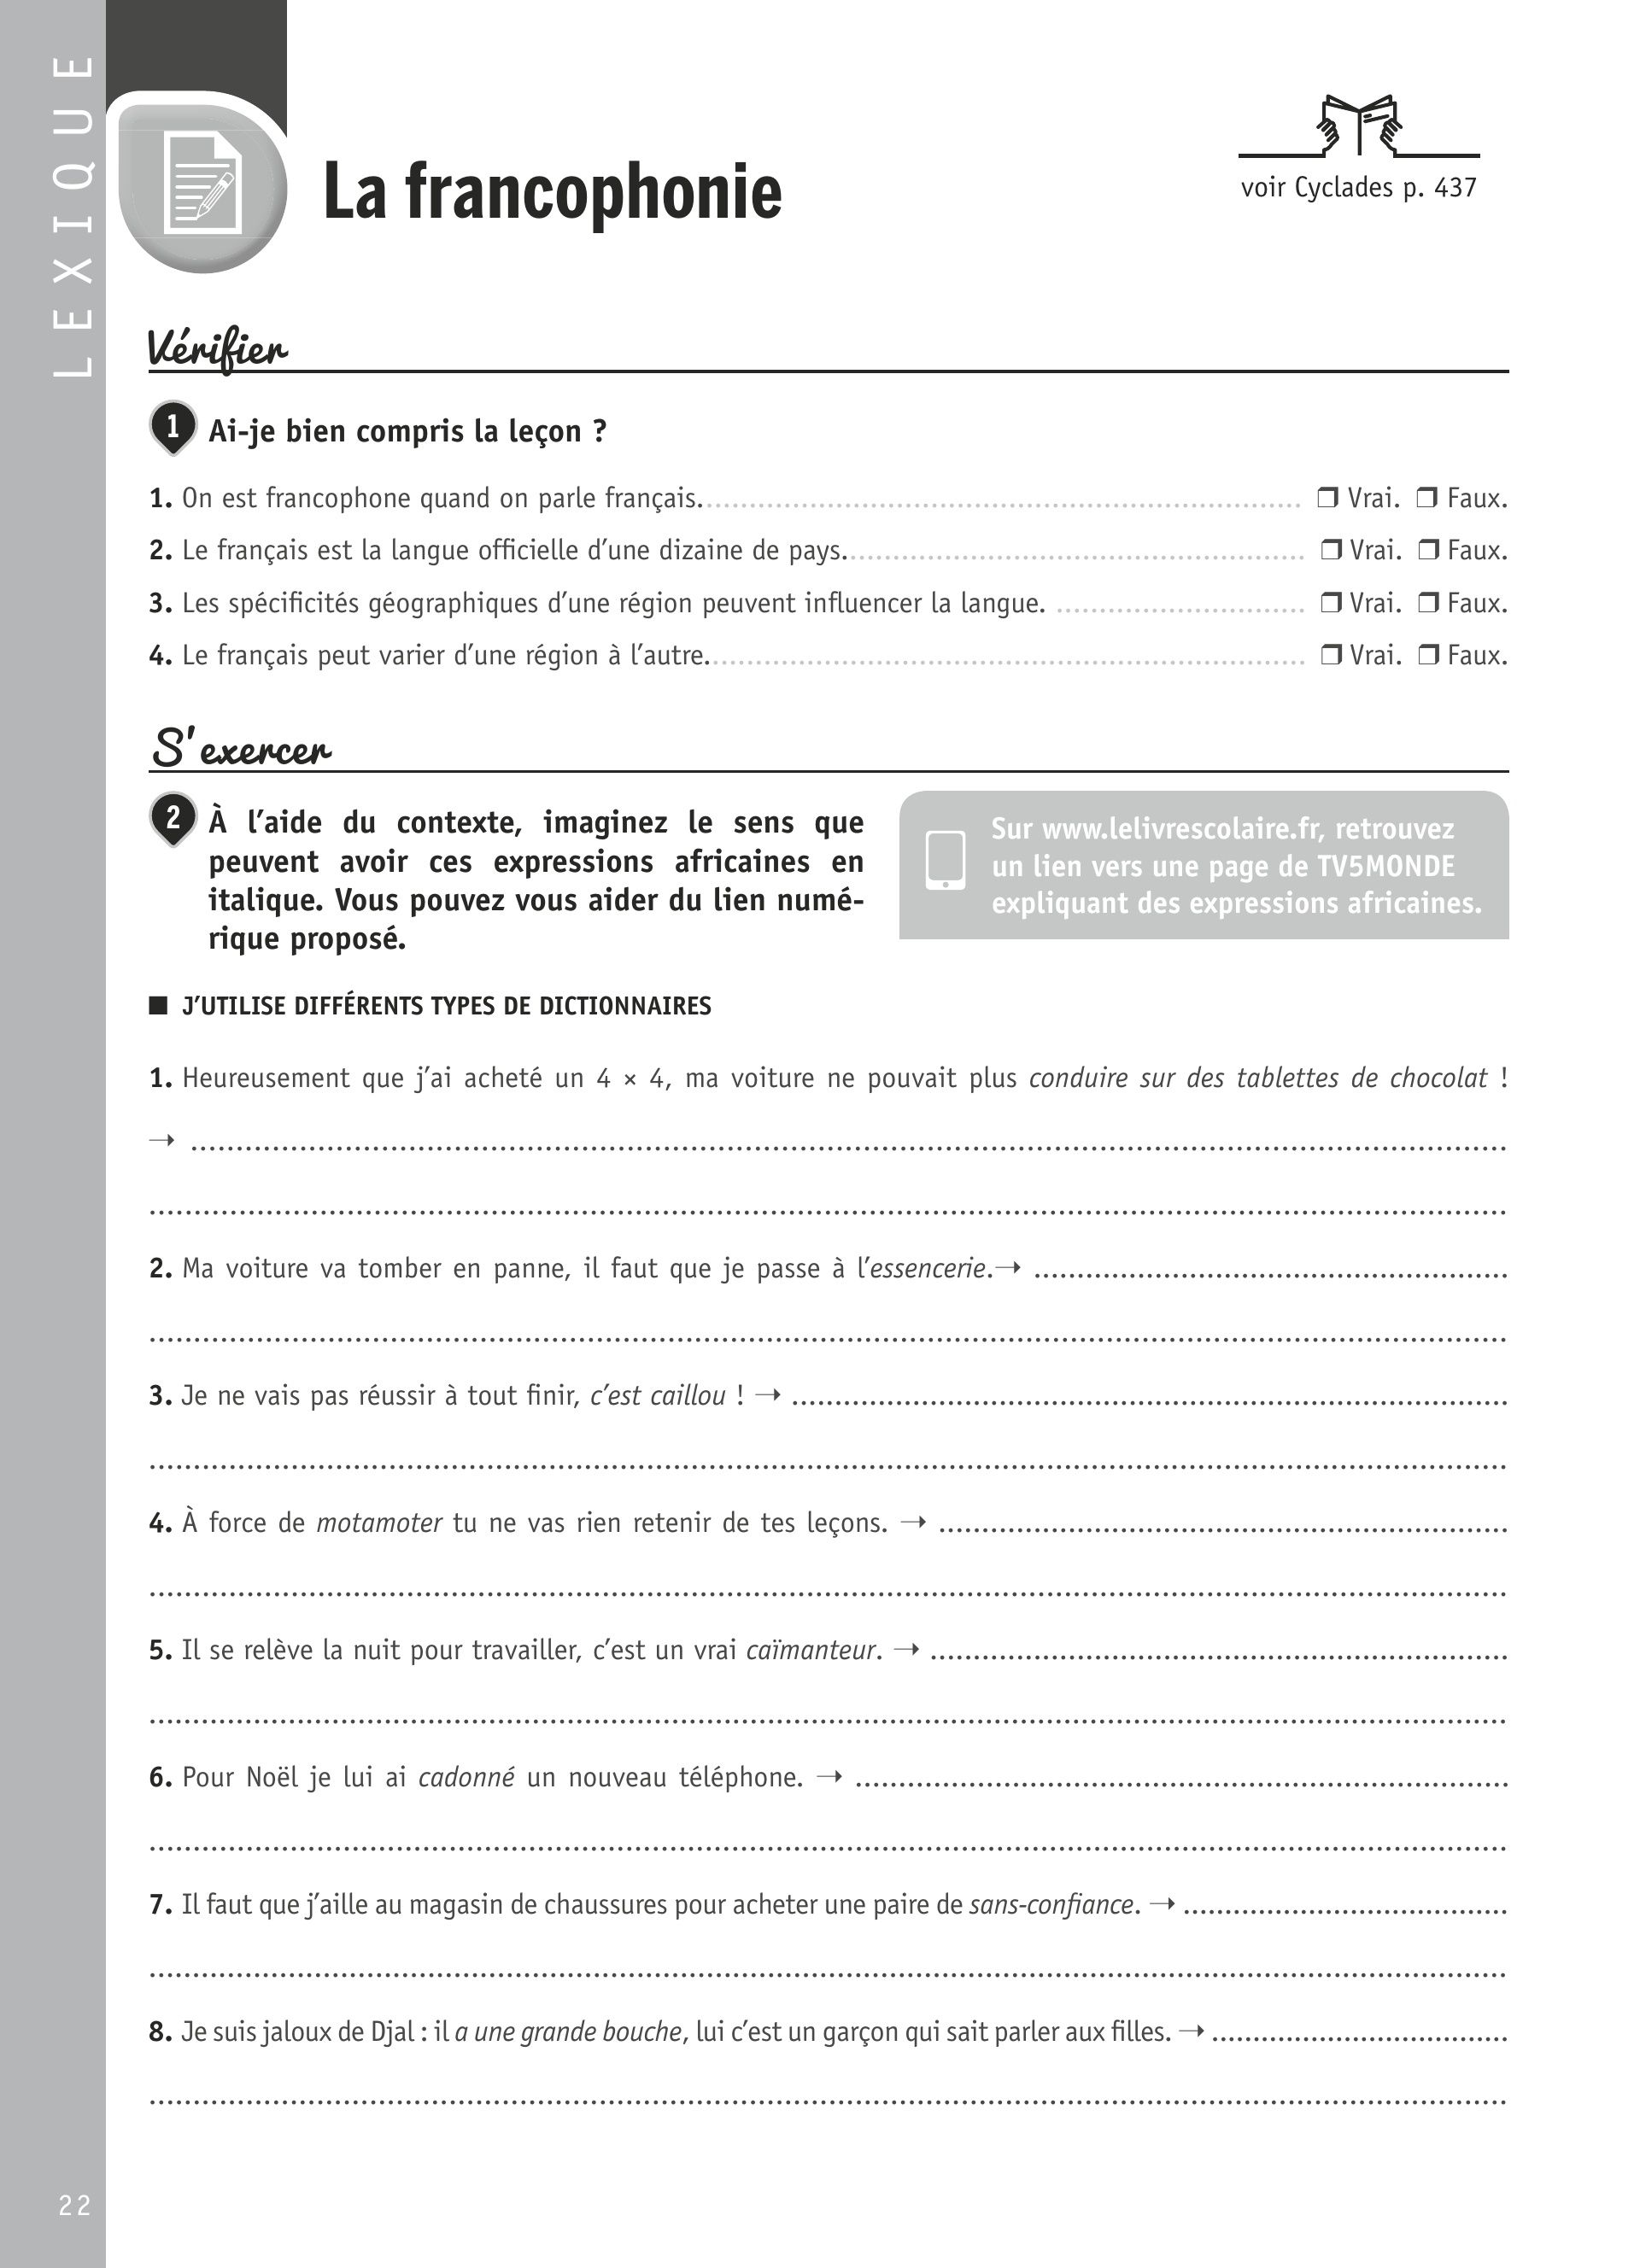 LEXIQUE
La francophonie
voir Cyclades p. 437
Vérifier
1 Ai-je bien compris la leçon ?
1. On est francophone quand on parle français. ❒ Vrai. ❒ Faux.
2. Le français est la langue officielle d’une dizaine de pays. ❒ Vrai. ❒ Faux.
3. Les spécificités géographiques d’une région peuvent influencer la langue. ❒ Vrai. ❒ Faux.
4. Le français peut varier d’une région à l’autre. ❒ Vrai. ❒ Faux.
S’exercer
2 À l’aide du contexte, imaginez le sens que
peuvent avoir ces expressions africaines en
italique. Vous pouvez vous aider du lien numé-
rique proposé.
Sur www.lelivrescolaire.fr, retrouvez
un lien vers une page de TV5MONDE
expliquant des expressions africaines.
■ J’UTILISE DIFFÉRENTS TYPES DE DICTIONNAIRES
1. Heureusement que j’ai acheté un 4 × 4, ma voiture ne pouvait plus conduire sur des tablettes de chocolat !
→
2. Ma voiture va tomber en panne, il faut que je passe à l’essencerie.→
3. Je ne vais pas réussir à tout finir, c’est caillou ! →
4. À force de motamoter tu ne vas rien retenir de tes leçons. →
5. Il se relève la nuit pour travailler, c’est un vrai caïmanteur. →
6. Pour Noël je lui ai cadonné un nouveau téléphone. →
7. Il faut que j’aille au magasin de chaussures pour acheter une paire de sans-confiance. →
8. Je suis jaloux de Djal : il a une grande bouche, lui c’est un garçon qui sait parler aux filles. →
22